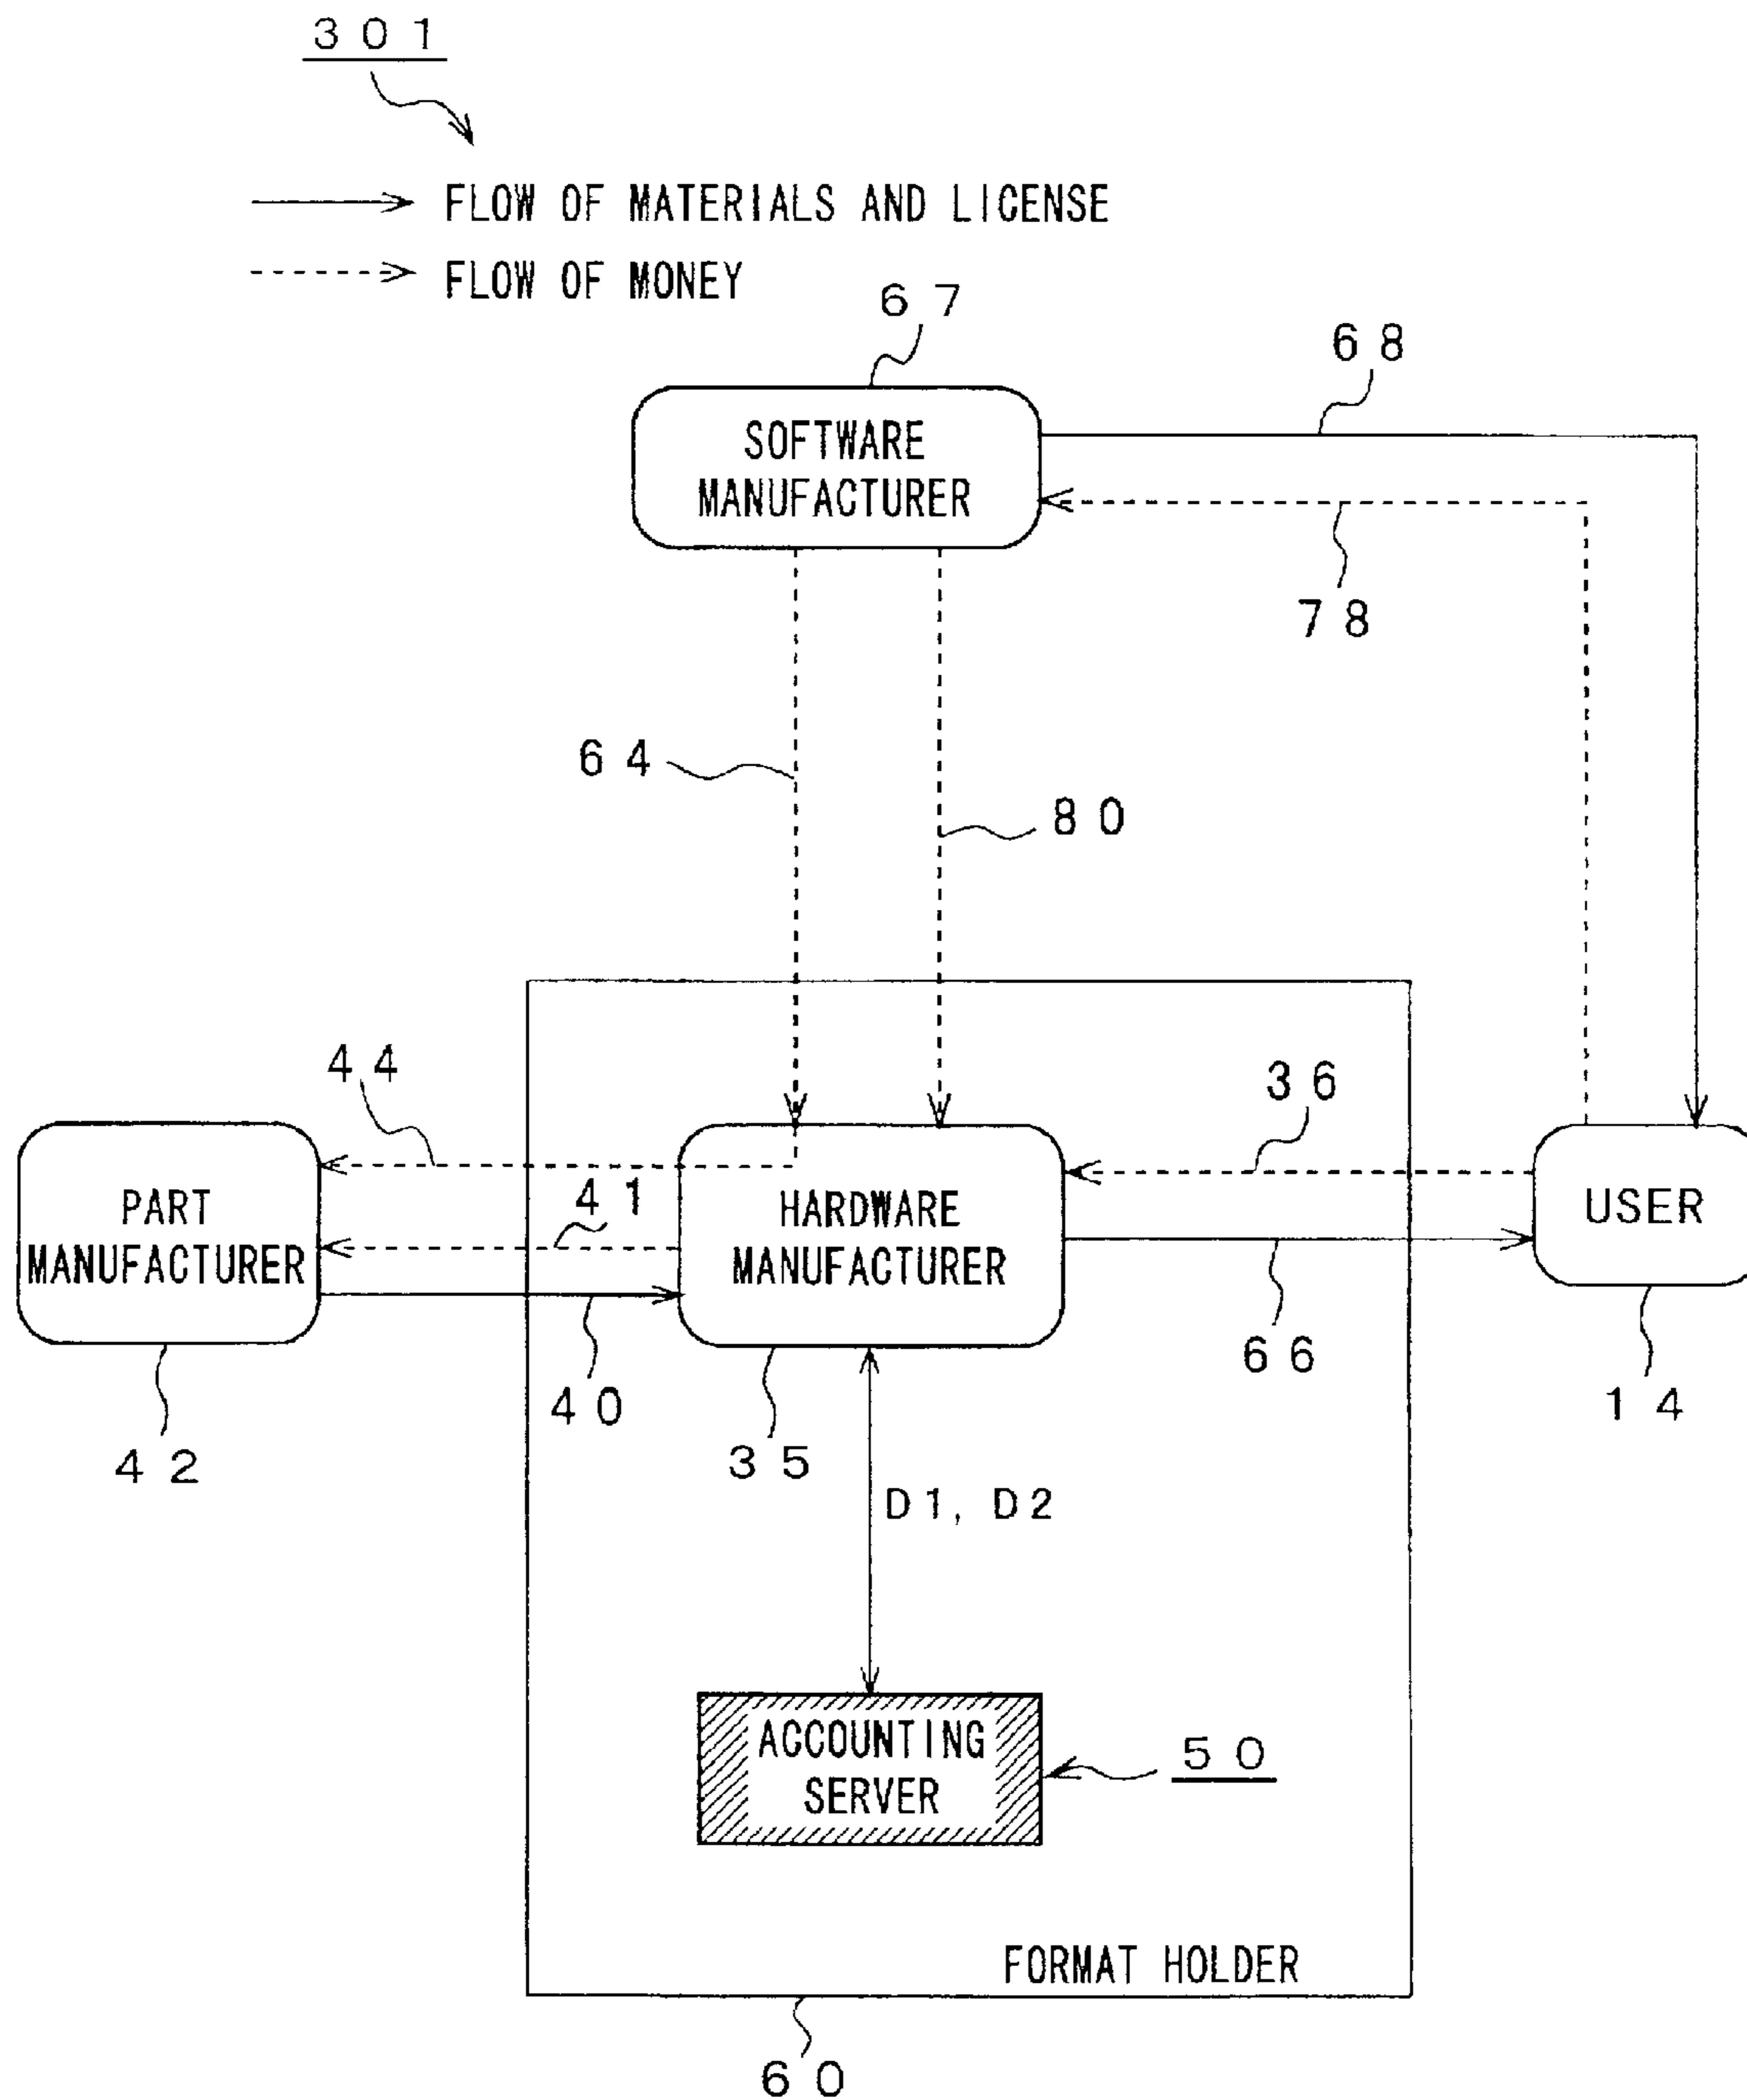 301
FLOW OF MATERIALS AND LICENSE
FLOW OF MONEY
67
68
SOFTWARE
MANUFACTURER
78
64
80
44
36
41
PART
MANUFACTURER
HARDWARE
MANUFACTURER
USER
40
66
14
42
35
D1, D2
ACCOUNTING
SERVER
50
FORMAT HOLDER
60